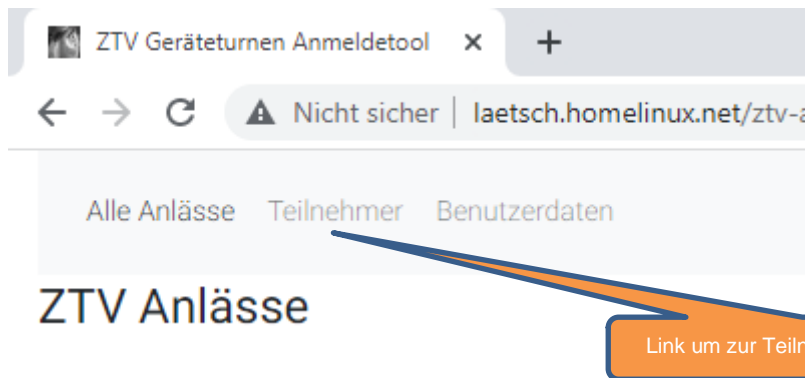 ZTV Geräteturnen Anmeldetool
Nicht sicher | laetsch.homelinux.net/ztv-
Alle Anlässe Teilnehmer Benutzerdaten
ZTV Anlässe
Link um zur